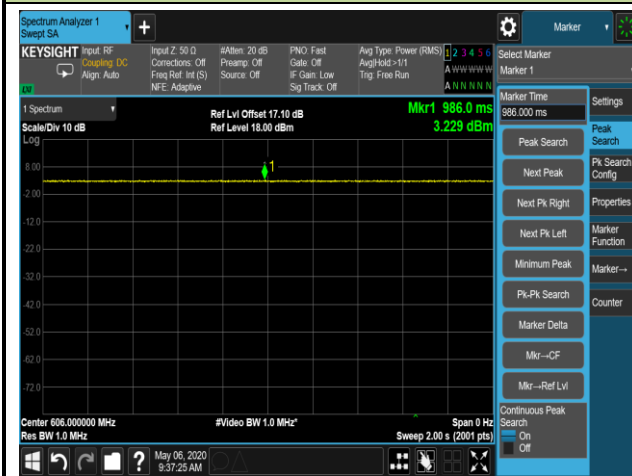 Spectrum Analyzer 1
Swept SA
+
Marker
KEYSIGHT
Input: RF
Coupling: DC
Align: Auto
Input Z: 50 Ω
Corrections: Off
Freq Ref: Int (S)
NFE: Adaptive
#Atten: 20 dB
Preamp: Off
Source: Off
PNO: Fast
Gate: Off
IF Gain: Low
Sig Track: Off
Avg Type: Power (RMS)
Avg|Hold:>1/1
Trig: Free Run
1 2 3 4 5 6
A W W W W W
A N N N N N
Select Marker
Marker 1
1 Spectrum
Scale/Div 10 dB
Log
Ref Lvl Offset 17.10 dB
Ref Level 18.00 dBm
Mkr1 986.0 ms
3.229 dBm
1
8.00
-2.00
-12.0
-22.0
-32.0
-42.0
-52.0
-62.0
-72.0
Center 606.000000 MHz
Res BW 1.0 MHz
#Video BW 1.0 MHz*
Span 0 Hz
Sweep 2.00 s (2001 pts)
Marker Time
986.000 ms
Peak Search
Next Peak
Next Pk Right
Next Pk Left
Minimum Peak
Pk-Pk Search
Marker Delta
Mkr→CF
Mkr→Ref Lvl
Continuous Peak
Search
On
Off
Settings
Peak
Search
Pk Search
Config
Properties
Marker
Function
Marker→
Counter
?
May 06, 2020
9:37:25 AM